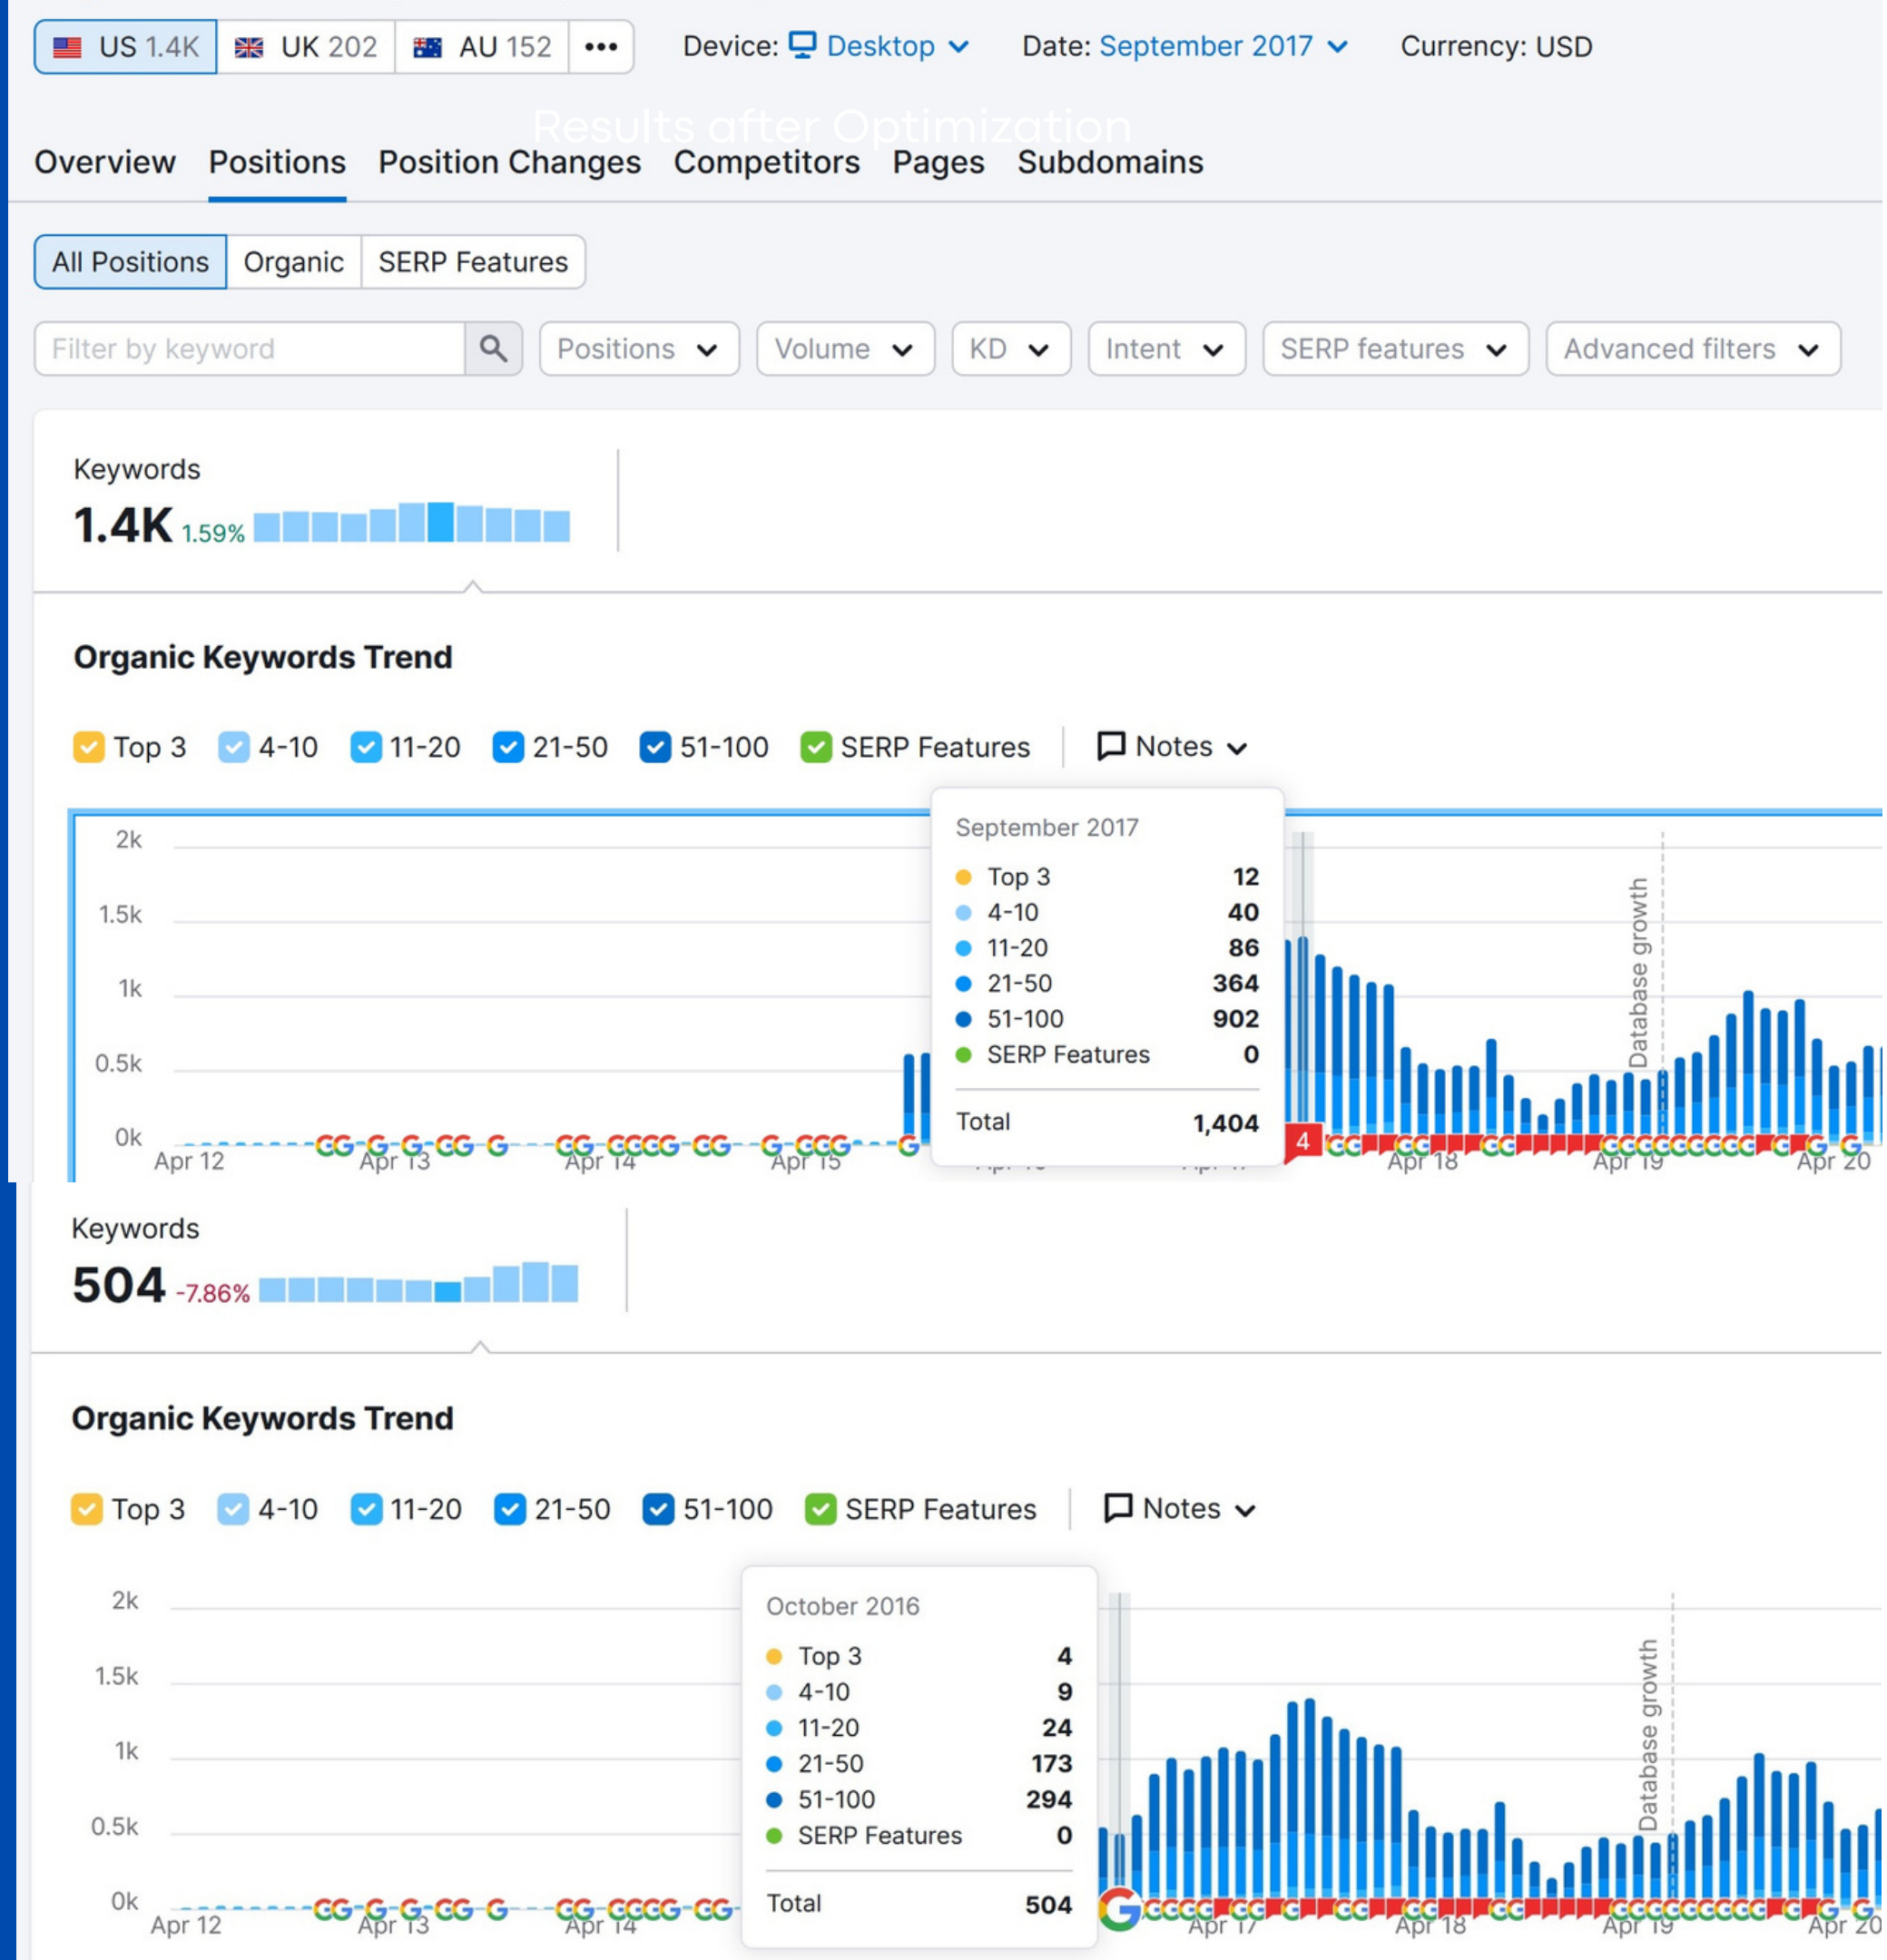 US 1.4K UK 202 AU 152 ••• Device: Desktop Date: September 2017 Currency: USD
Results after Optimization
Overview Positions Position Changes Competitors Pages Subdomains
All Positions Organic SERP Features
Filter by keyword Positions Volume KD Intent SERP features Advanced filters
Keywords
1.4K 1.59%
Organic Keywords Trend
Top 3 4-10 11-20 21-50 51-100 SERP Features Notes
September 2017
Top 3 12
4-10 40
11-20 86
21-50 364
51-100 902
SERP Features 0
Total 1,404
2k
1.5k
1k
0.5k
0k
Database growth
4
Apr 12 Apr 13 Apr 14 Apr 15 Apr 18 Apr 19 Apr 20
Keywords
504 -7.86%
Organic Keywords Trend
Top 3 4-10 11-20 21-50 51-100 SERP Features Notes
October 2016
Top 3 4
4-10 9
11-20 24
21-50 173
51-100 294
SERP Features 0
Total 504
2k
1.5k
1k
0.5k
0k
Database growth
Apr 12 Apr 13 Apr 14 Apr 17 Apr 18 Apr 19 Apr 20